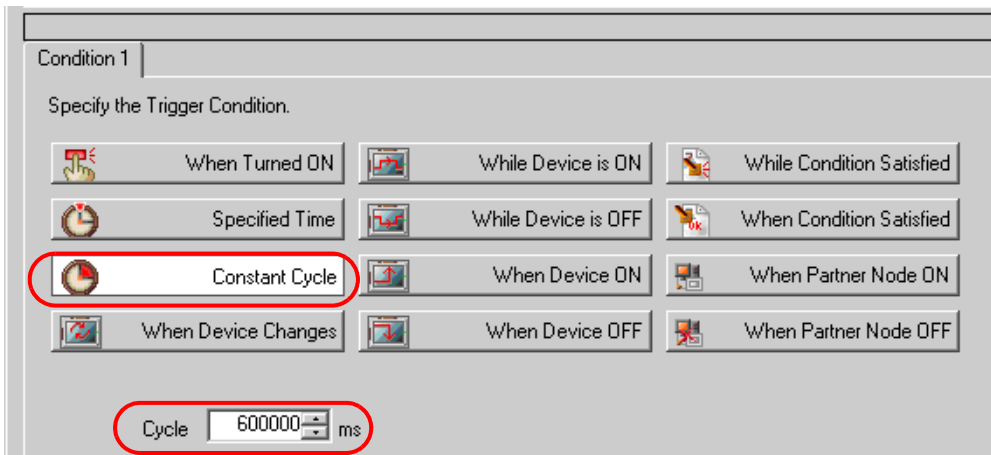 Condition 1
Specify the Trigger Condition.
When Turned ON While Device is ON While Condition Satisfied
Specified Time While Device is OFF OK When Condition Satisfied
Constant Cycle When Device ON When Partner Node ON
When Device Changes When Device OFF When Partner Node OFF
Cycle 600000 ms